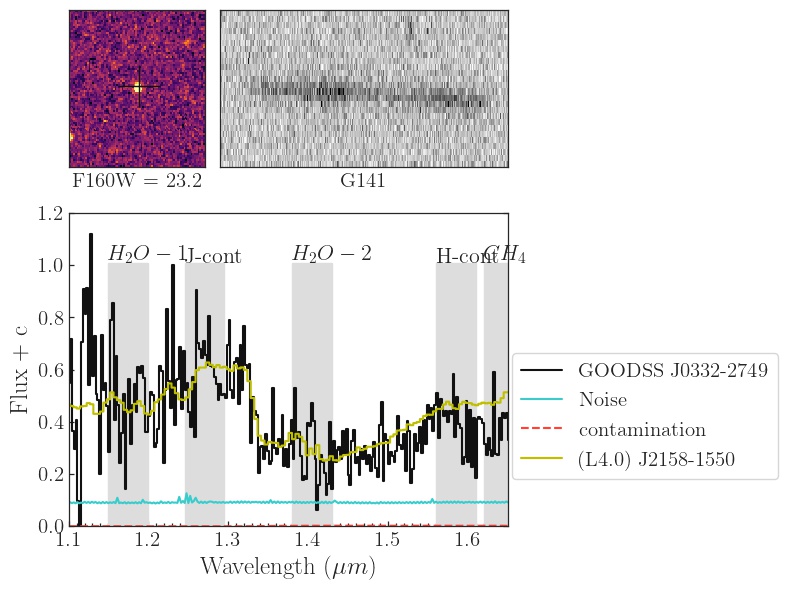 F160W = 23.2
G141
1.2
1.0
0.8
0.6
0.4
0.2
0.0
Flux + c
H₂O − 1
J-cont
H₂O − 2
H-cont
CH₄
1.1
1.2
1.3
1.4
1.5
1.6
Wavelength (μm)
GOODSS J0332-2749
Noise
contamination
(L4.0) J2158-1550